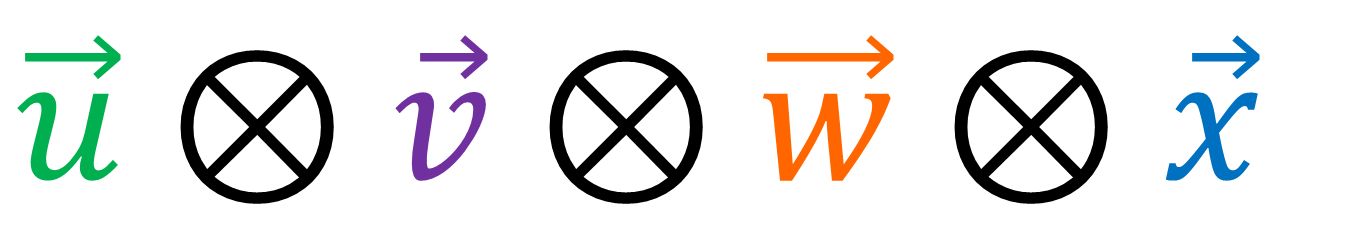 u⃗ ⊗ v⃗ ⊗ w⃗ ⊗ x⃗